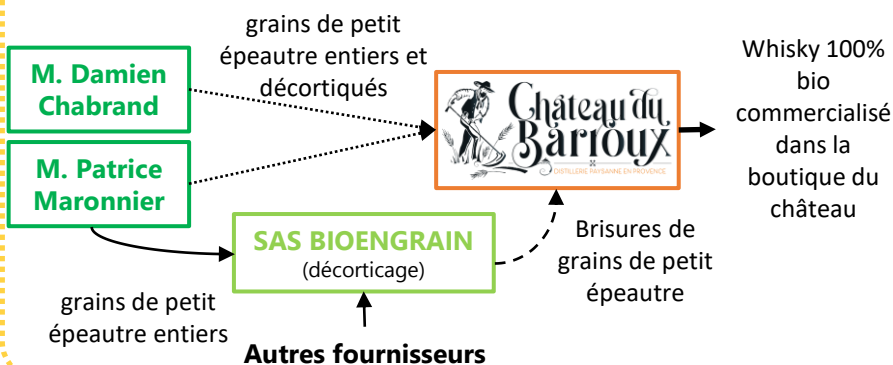 grains de petit
épeautre entiers et
décortiqués
M. Damien
Chabrand
M. Patrice
Maronnier
Château du
Barroux
DISTILLERIE PAYSANNE EN PROVENCE
Whisky 100%
bio
commercialisé
dans la
boutique du
château
SAS BIOENGRAIN
(décorticage)
Brisures de
grains de petit
épeautre
grains de petit
épeautre entiers
Autres fournisseurs